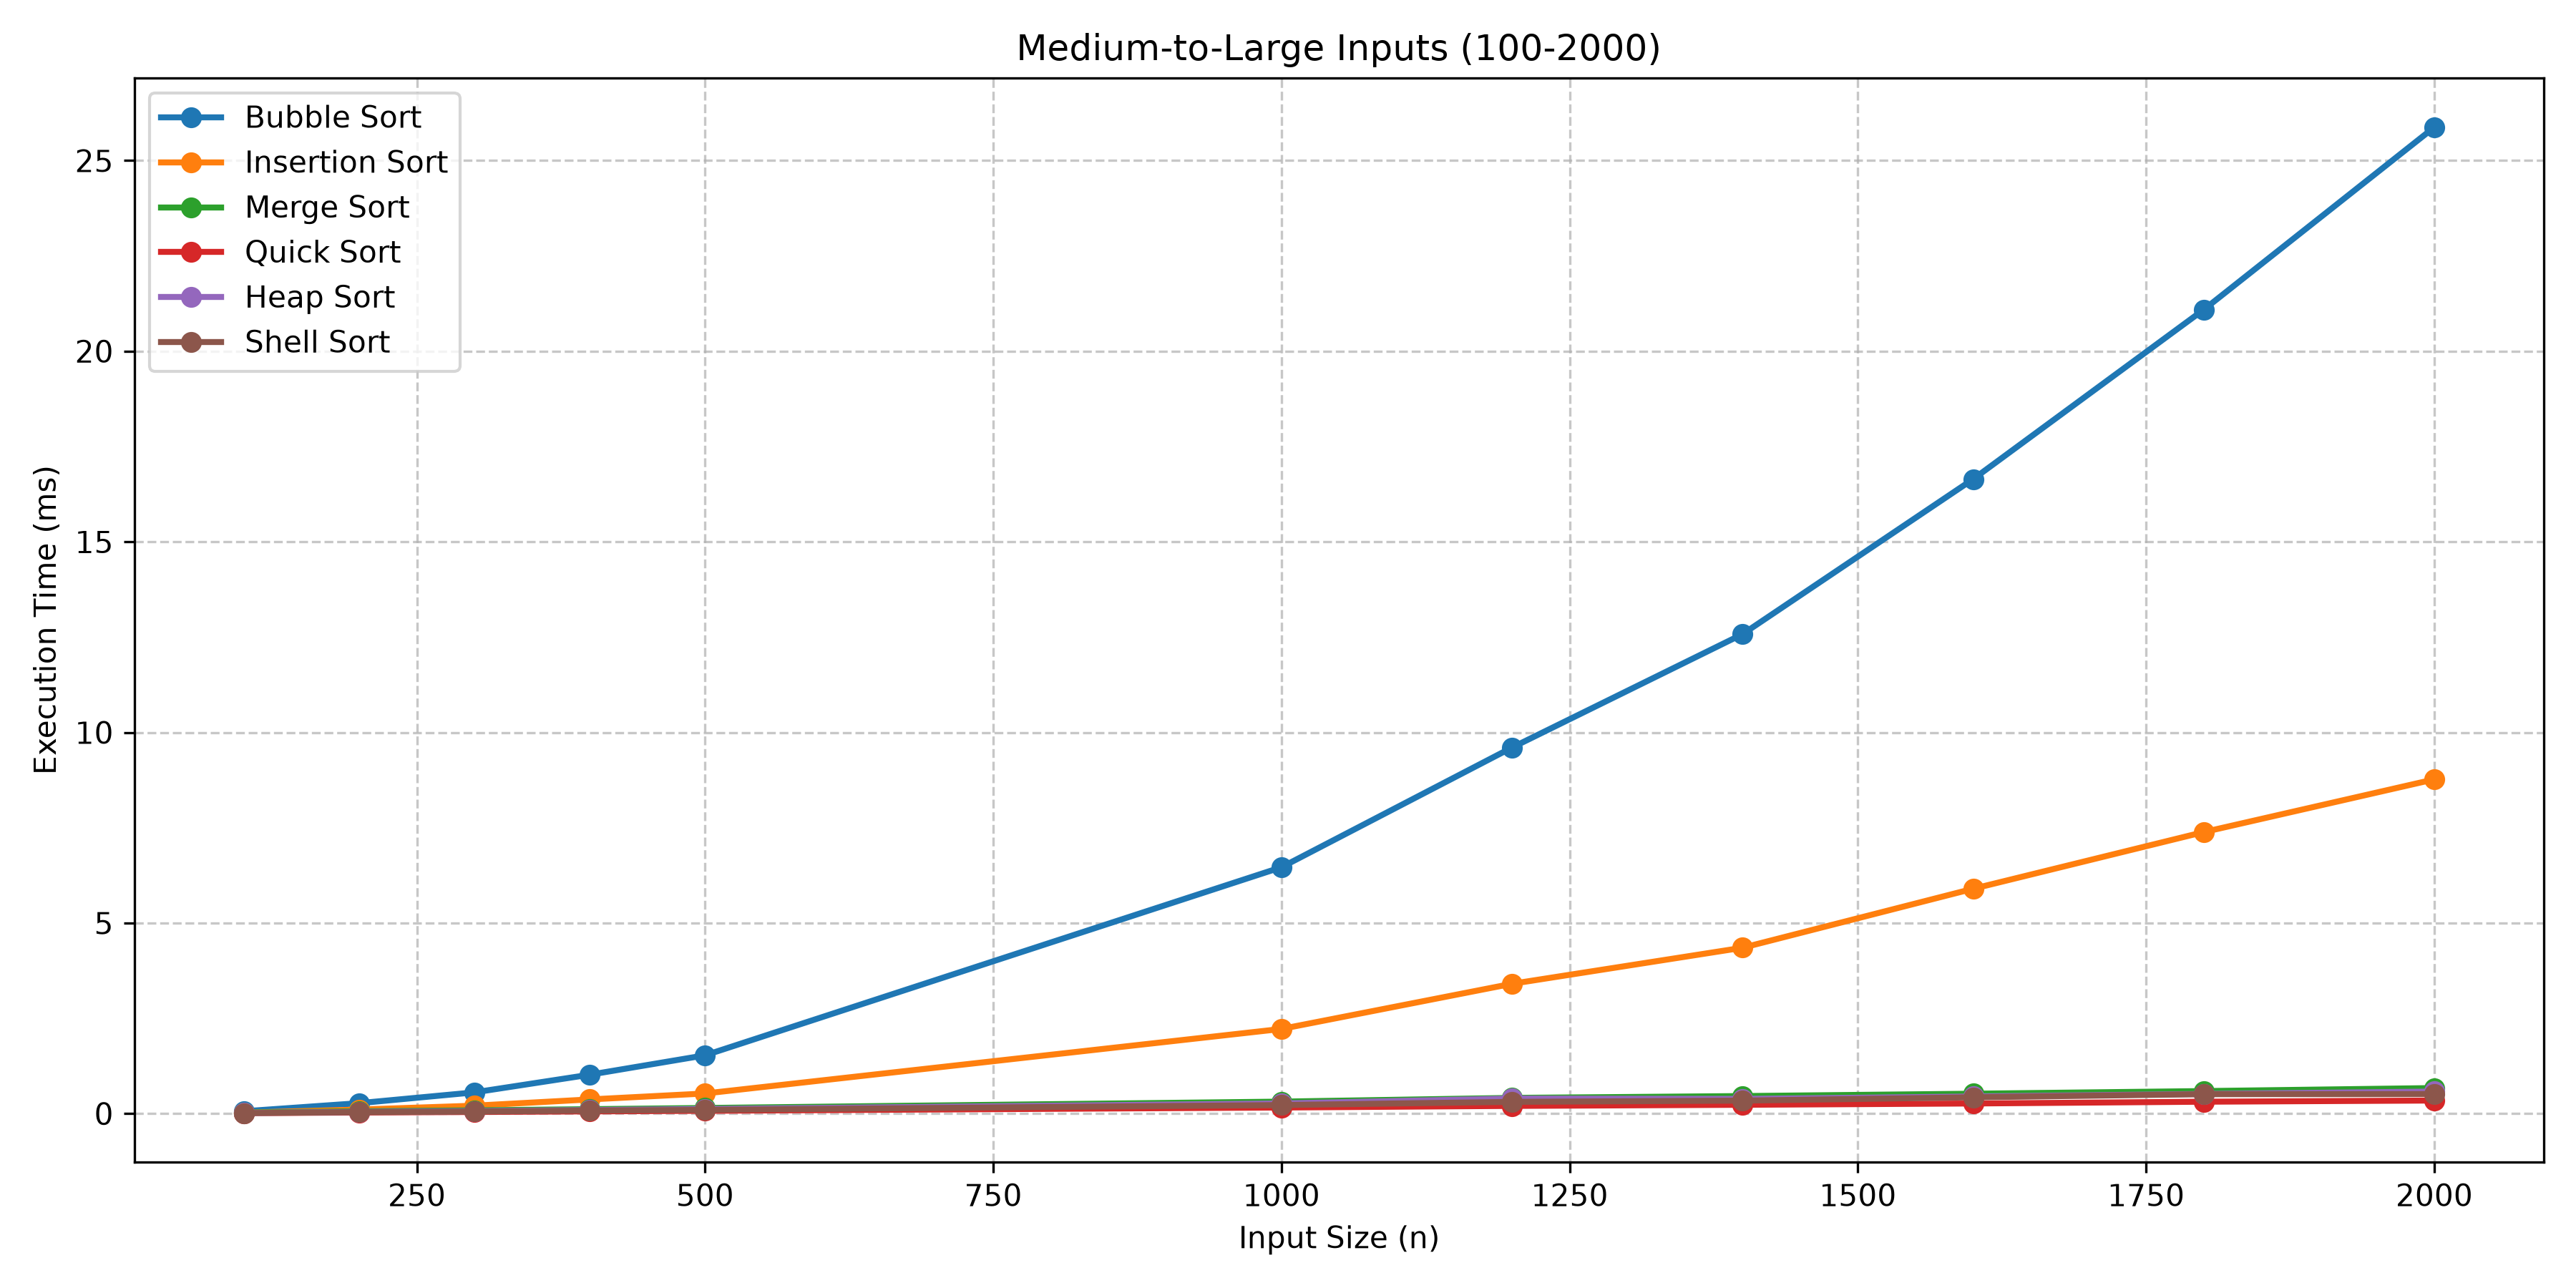 Medium-to-Large Inputs (100-2000)
Bubble Sort
Insertion Sort
Merge Sort
Quick Sort
Heap Sort
Shell Sort
Execution Time (ms)
25
20
15
10
5
0
250 500 750 1000 1250 1500 1750 2000
Input Size (n)